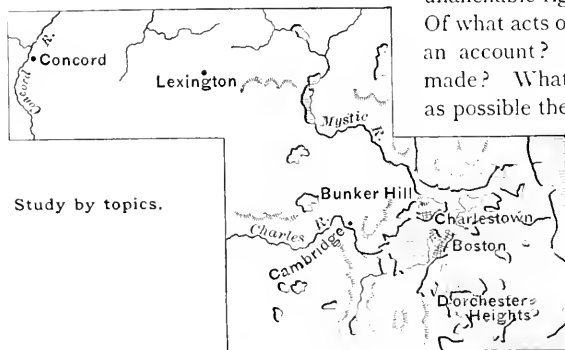 unalienable rig
Of what acts o
an account?
made? What
as possible the
Concord
Concord R.
Lexington
Mystic R.
Study by topics.
Bunker Hill
Charlestown
Charles R.
Cambridge
Boston
Dorchester
Heights